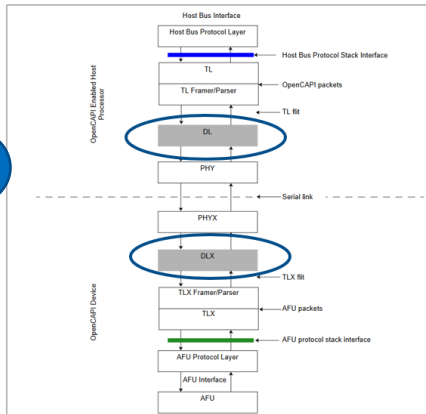 Host Bus Interface
Host Bus Protocol Layer
Host Bus Protocol Stack Interface
TL
OpenCAPI packets
TL Framer/Parser
TL flit
OpenCAPI Enabled Host
Processor
DL
PHY
Serial link
PHYX
DLX
TLX flit
TLX Framer/Parser
AFU packets
TLX
OpenCAPI Device
AFU protocol stack interface
AFU Protocol Layer
AFU Interface
AFU